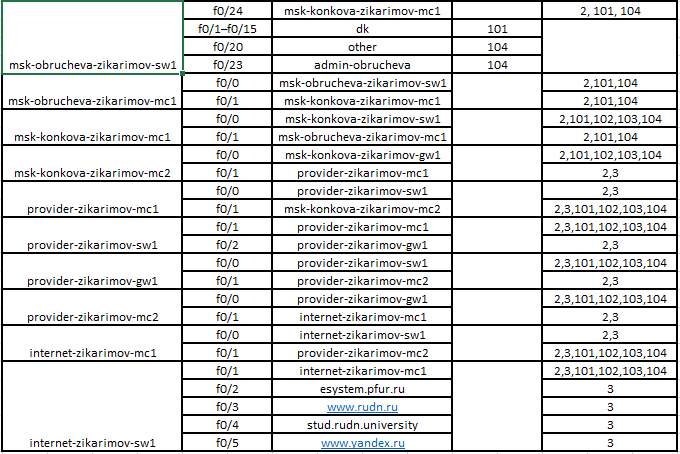 f0/24 msk-konkova-zikarimov-mc1 2, 101, 104
f0/1–f0/15 dk 101
f0/20 other 104
msk-obrucheva-zikarimov-sw1 f0/23 admin-obrucheva 104
f0/0 msk-obrucheva-zikarimov-sw1 2,101,104
msk-obrucheva-zikarimov-mc1 f0/1 msk-konkova-zikarimov-mc1 2,101,104
f0/0 msk-konkova-zikarimov-sw1 2,101,102,103,104
msk-konkova-zikarimov-mc1 f0/1 msk-obrucheva-zikarimov-mc1 2,101,104
f0/0 msk-konkova-zikarimov-gw1 2,101,102,103,104
msk-konkova-zikarimov-mc2 f0/1 provider-zikarimov-mc1 2,3
f0/0 provider-zikarimov-sw1 2,3
provider-zikarimov-mc1 f0/1 msk-konkova-zikarimov-mc2 2,3,101,102,103,104
f0/1 provider-zikarimov-mc1 2,3,101,102,103,104
provider-zikarimov-sw1 f0/2 provider-zikarimov-gw1 2,3
f0/0 provider-zikarimov-sw1 2,3,101,102,103,104
provider-zikarimov-gw1 f0/1 provider-zikarimov-mc2 2,3
f0/0 provider-zikarimov-gw1 2,3,101,102,103,104
provider-zikarimov-mc2 f0/1 internet-zikarimov-mc1 2,3
f0/0 internet-zikarimov-sw1 2,3
internet-zikarimov-mc1 f0/1 provider-zikarimov-mc2 2,3,101,102,103,104
f0/1 internet-zikarimov-mc1 2,3,101,102,103,104
f0/2 esystem.pfur.ru 3
f0/3 www.rudn.ru 3
f0/4 stud.rudn.university 3
internet-zikarimov-sw1 f0/5 www.yandex.ru 3